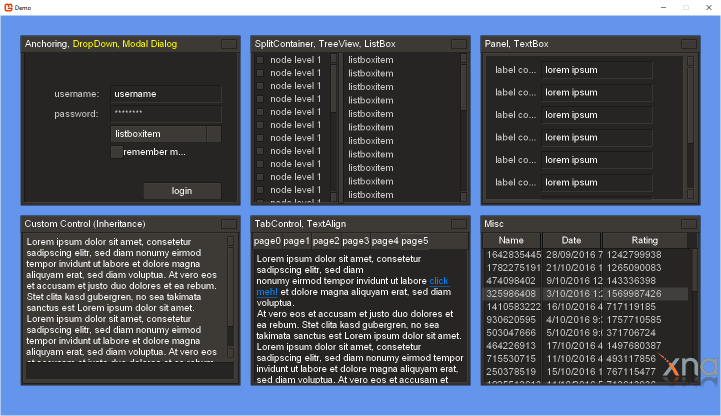 Demo
Anchoring, DropDown, Modal Dialog
username:
username
password:
********
listboxitem
remember m...
login
SplitContainer, TreeView, ListBox
node level 1
node level 1
node level 1
node level 1
node level 1
node level 1
node level 1
node level 1
node level 1
node level 1
node level 1
node level 1
listboxitem
listboxitem
listboxitem
listboxitem
listboxitem
listboxitem
listboxitem
listboxitem
listboxitem
listboxitem
listboxitem
Panel, TextBox
label co... lorem ipsum
label co... lorem ipsum
label co... lorem ipsum
label co... lorem ipsum
label co... lorem ipsum
label co... lorem ipsum
Custom Control (Inheritance)
Lorem ipsum dolor sit amet, consetetur
sadipscing elitr, sed diam nonumy eirmod
tempor invidunt ut labore et dolore magna
aliquyam erat, sed diam voluptua. At vero eos
et accusam et justo duo dolores et ea rebum.
Stet clita kasd gubergren, no sea takimata
sanctus est Lorem ipsum dolor sit amet.
Lorem ipsum dolor sit amet, consetetur
sadipscing elitr, sed diam nonumy eirmod
tempor invidunt ut labore et dolore magna
aliquyam erat, sed diam voluptua. At vero eos
TabControl, TextAlign
page0 page1 page2 page3 page4 page5
Lorem ipsum dolor sit amet, consetetur
sadipscing elitr, sed diam
nonumy eirmod tempor invidunt ut labore click
meh! et dolore magna aliquyam erat, sed diam
voluptua.
At vero eos et accusam et justo duo dolores et
ea rebum. Stet clita kasd gubergren, no sea
takimata sanctus est Lorem ipsum dolor sit amet.
Lorem ipsum dolor sit amet, consetetur
sadipscing elitr, sed diam nonumy eirmod tempor
invidunt ut labore et dolore magna aliquyam
erat, sed diam voluptua. At vero eos et accusam et
Misc
Name Date Rating
1642835445 28/09/2016 7 1242799938
1782275191 21/10/2016 1 1265090083
474098402 9/10/2016 12 143336398
325986408 3/10/2016 1: 1569987426
1410583222 16/10/2016 4 717119185
930620595 4/10/2016 9: 1757710585
503047666 5/10/2016 9: 371706724
464226913 17/10/2016 4 1497680387
715530715 11/10/2016 4 493117856
250378519 15/10/2016 1 767115477
xna